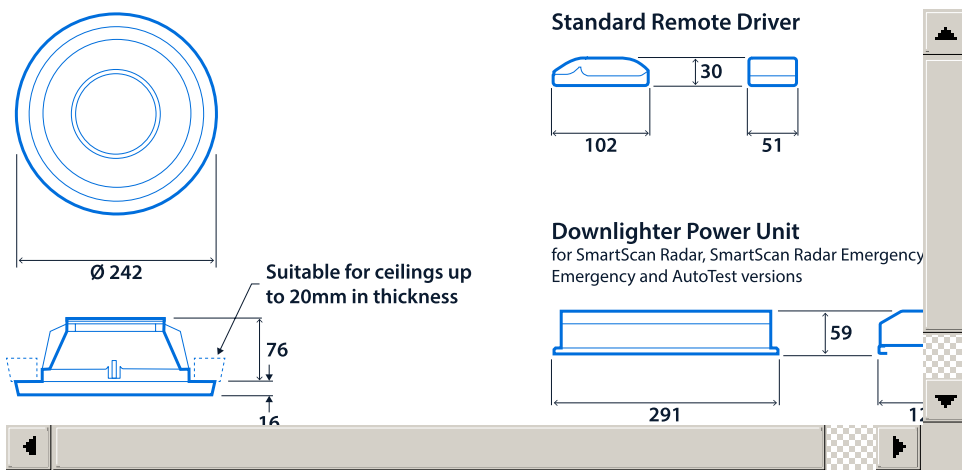 Standard Remote Driver
30
102
51
Ø 242
Suitable for ceilings up
to 20mm in thickness
76
16
Downlighter Power Unit
for SmartScan Radar, SmartScan Radar Emergency
Emergency and AutoTest versions
59
291